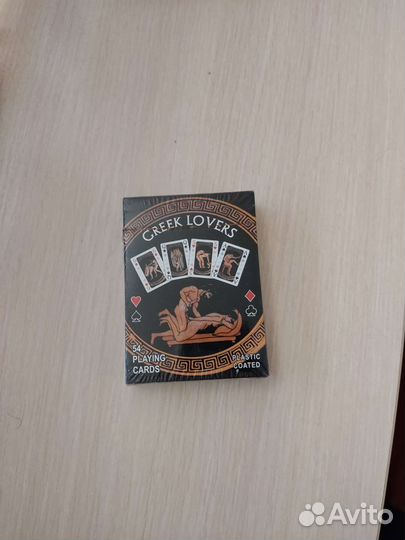 GREEK LOVERS
54
PLAYING
CARDS
PLASTIC
COATED
Avito